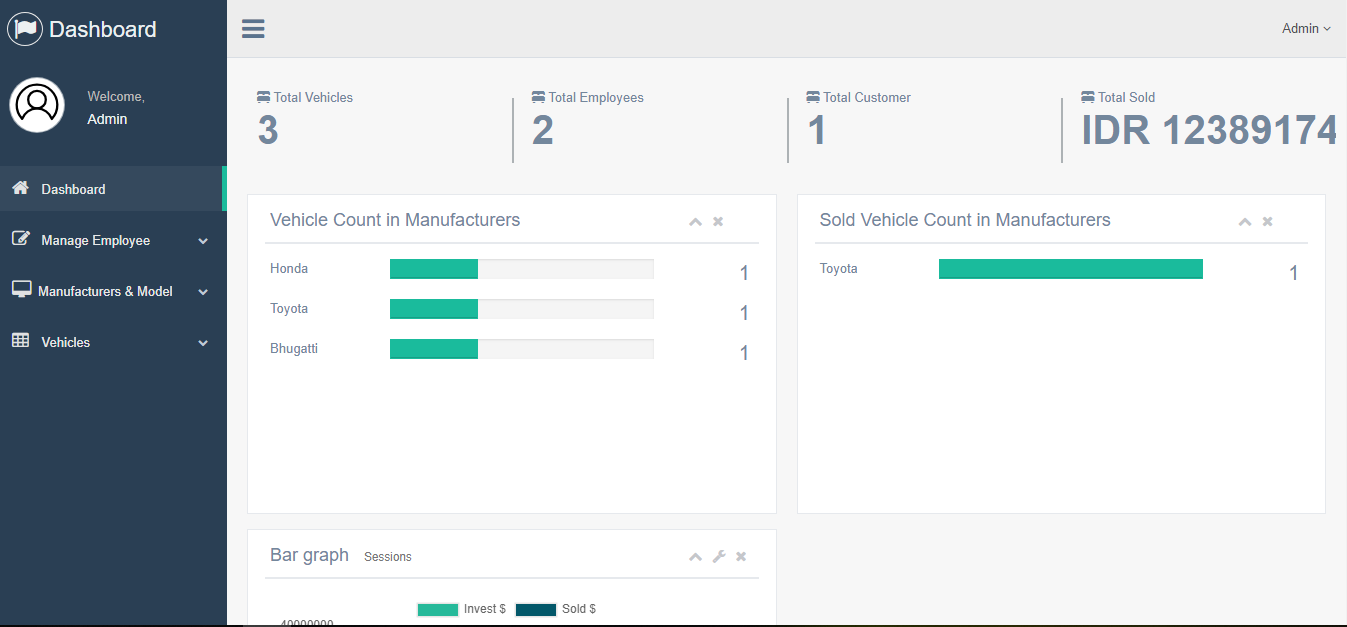 Dashboard
Welcome,
Admin
Dashboard
Manage Employee
Manufacturers & Model
Vehicles
Admin
Total Vehicles
3
Total Employees
2
Total Customer
1
Total Sold
IDR 12389174
Vehicle Count in Manufacturers
Honda 1
Toyota 1
Bhugatti 1
Sold Vehicle Count in Manufacturers
Toyota 1
Bar graph Sessions
Invest $ Sold $
40000000